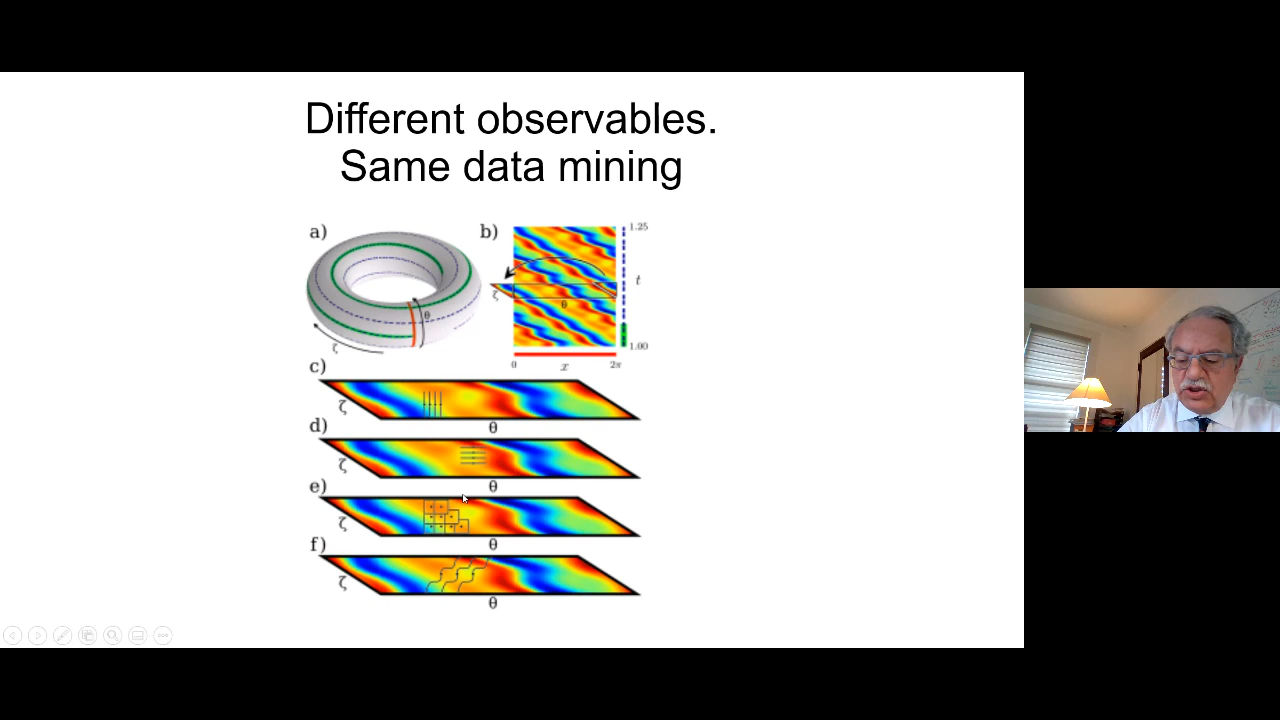 Different observables.
Same data mining
a)
θ
ζ
b)
1.25
t
1.00
ζ
θ
0
x
2π
c)
ζ
θ
d)
ζ
θ
e)
ζ
θ
f)
ζ
θ